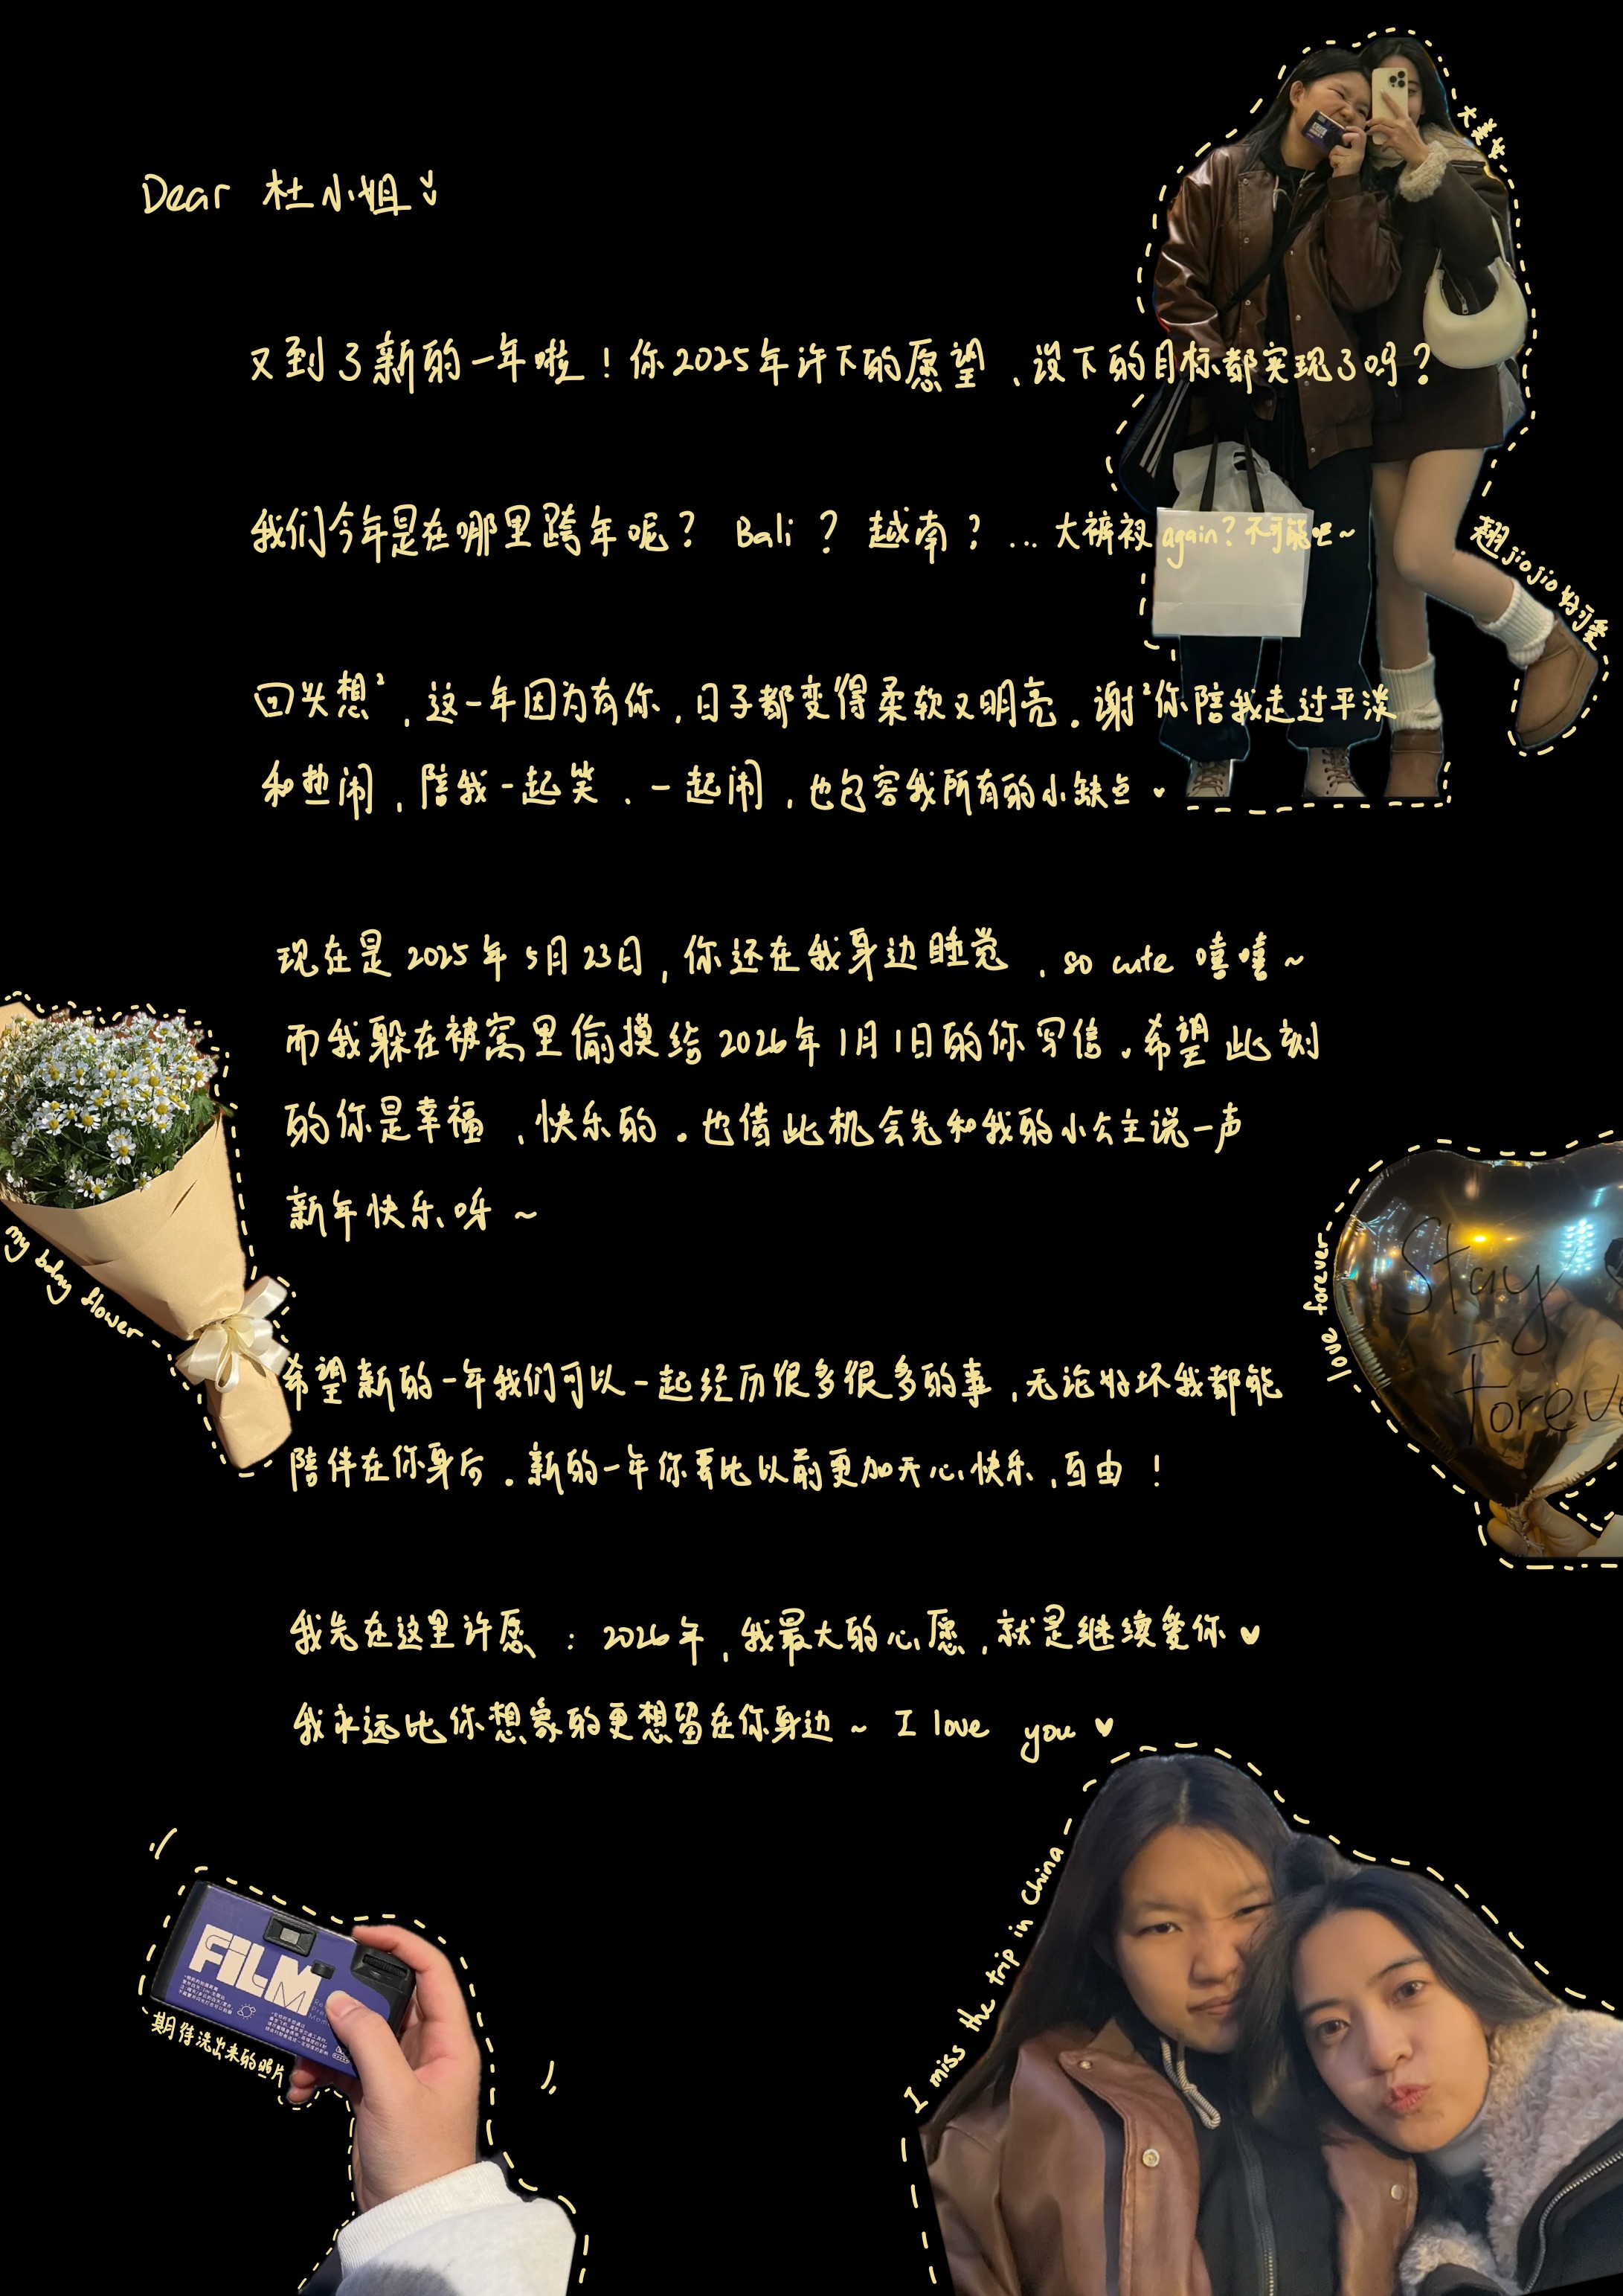 Dear 杜小姐
大美女
又到了新的一年啦！你2025年许下的愿望、设下的目标都实现了吗？
我们今年是在哪里跨年呢？ Bali ？ 越南？... 大裤衩 again? 不可能吧~
翘jiojio好可爱
回头想²，这一年因为有你，日子都变得柔软又明亮。谢²你陪我走过平淡
和热闹，陪我一起笑、一起闹，也包容我所有的小缺点♥
现在是2025年5月23日，你还在我身边睡觉，so cute 嘻嘻~
而我躲在被窝里偷摸给2026年1月1日的你写信。希望此刻
的你是幸福、快乐的。也借此机会先和我的小公主说一声
新年快乐呀~
my bday flower
love forever
Stay
Foreve
希望新的一年我们可以一起经历很多很多的事，无论好坏我都能
陪伴在你身后。新的一年你要比以前更加开心，快乐，自由！
我先在这里许愿：2026年，我最大的心愿，就是继续爱你♥
我永远比你想象的更想留在你身边~ I love you♥
I miss the trip in China
FILM
期待洗出来的照片